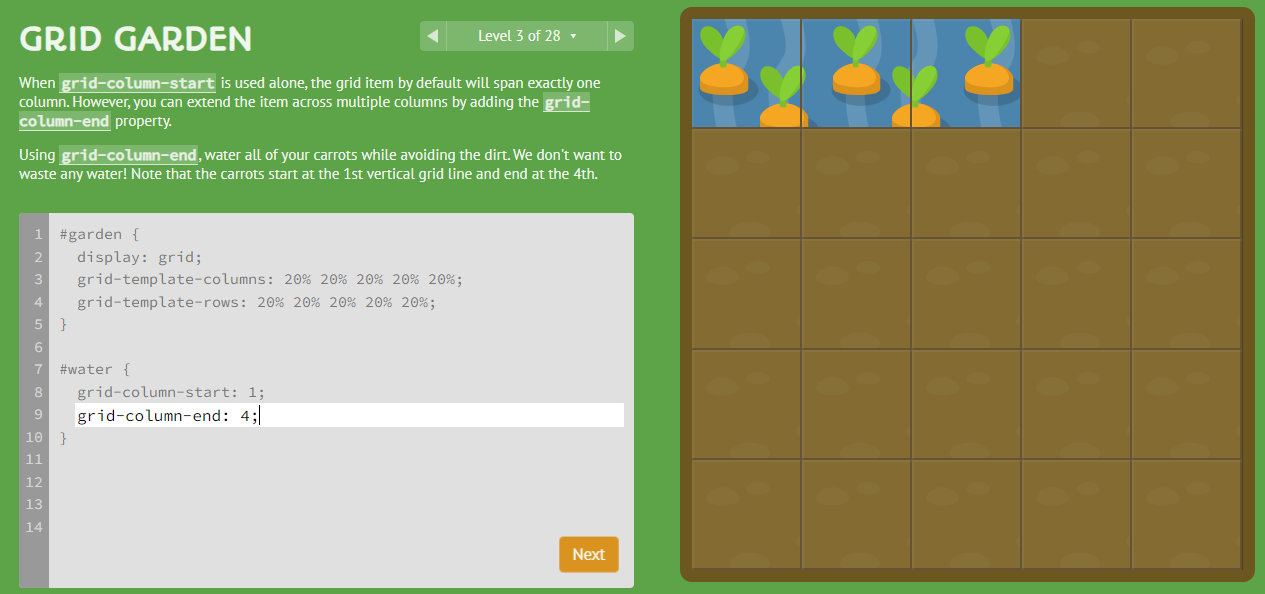 GRID GARDEN
◀ Level 3 of 28 ▾ ▶
When grid-column-start is used alone, the grid item by default will span exactly one
column. However, you can extend the item across multiple columns by adding the grid-
column-end property.
Using grid-column-end, water all of your carrots while avoiding the dirt. We don't want to
waste any water! Note that the carrots start at the 1st vertical grid line and end at the 4th.
1 #garden {
2 display: grid;
3 grid-template-columns: 20% 20% 20% 20% 20%;
4 grid-template-rows: 20% 20% 20% 20% 20%;
5 }
6
7 #water {
8 grid-column-start: 1;
9 grid-column-end: 4;
10 }
11
12
13
14
Next